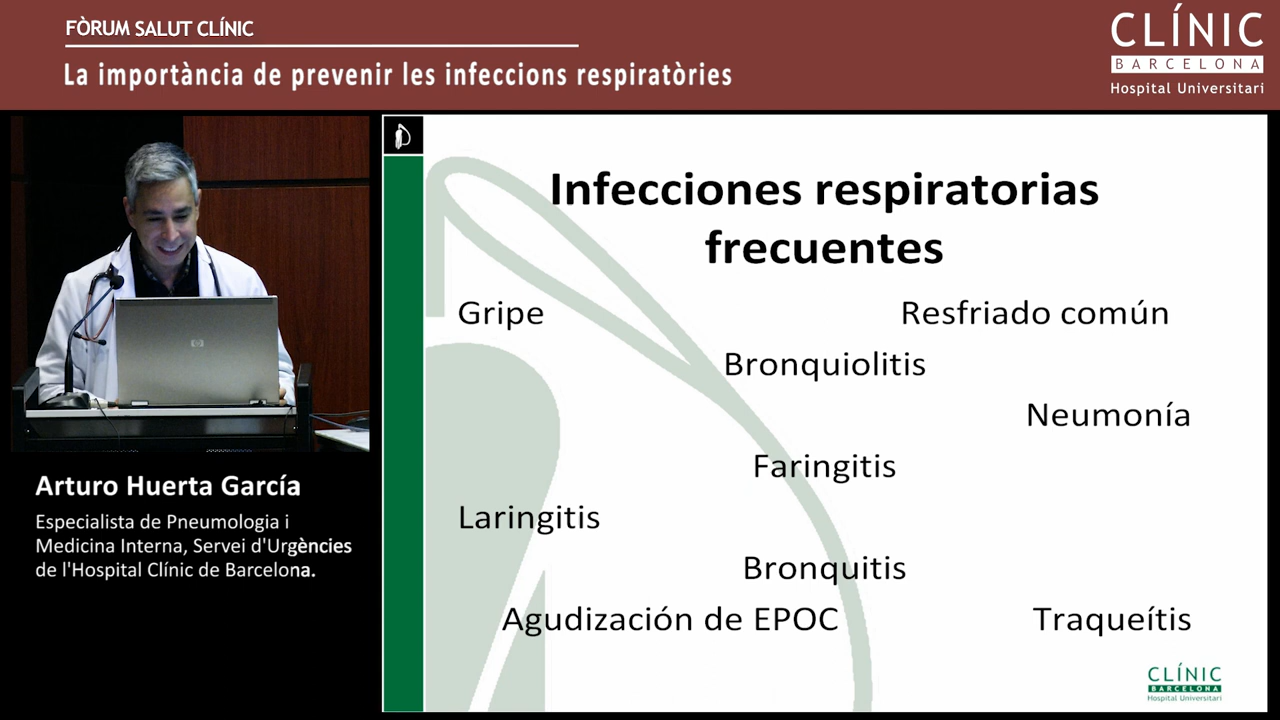 FÒRUM SALUT CLÍNIC
La importància de prevenir les infeccions respiratòries
CLÍNIC
BARCELONA
Hospital Universitari
Infecciones respiratorias
frecuentes
Gripe
Resfriado común
Bronquiolitis
Neumonía
Faringitis
Laringitis
Bronquitis
Agudización de EPOC
Traqueítis
CLÍNIC
BARCELONA
Hospital Universitari
hp
Arturo Huerta García
Especialista de Pneumologia i
Medicina Interna, Servei d'Urgències
de l'Hospital Clínic de Barcelona.